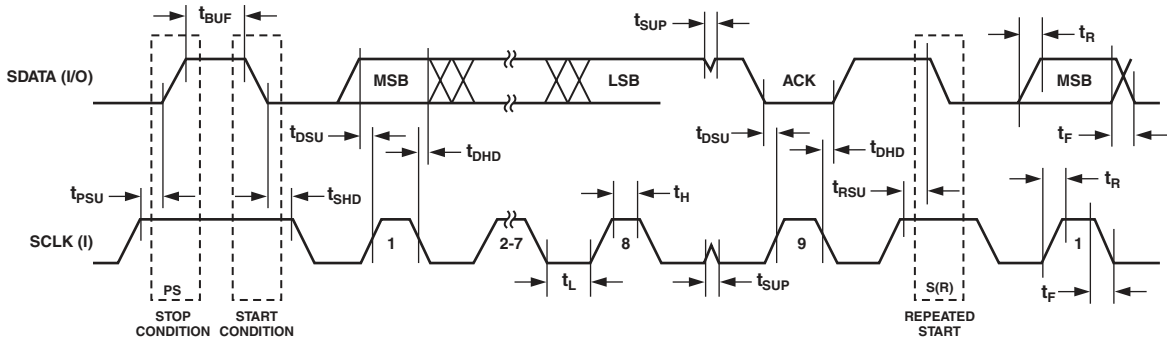 tBUF
tSUP
tR
SDATA (I/O)
MSB
LSB
ACK
MSB
tDSU
tDHD
tDSU
tDHD
tF
tPSU
tSHD
tH
tRSU
tR
SCLK (I)
1
2-7
8
9
1
tL
tSUP
tF
PS
S(R)
STOP
CONDITION
START
CONDITION
REPEATED
START